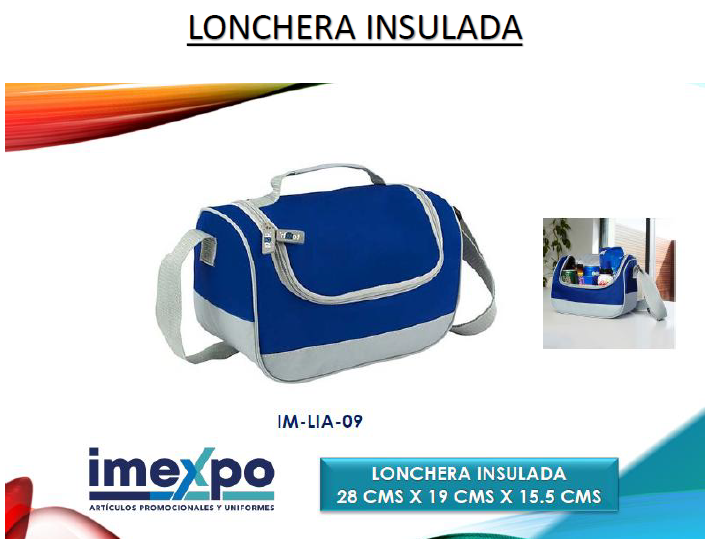 LONCHERA INSULADA
IM-LIA-09
imexpo
ARTÍCULOS PROMOCIONALES Y UNIFORMES
LONCHERA INSULADA
28 CMS X 19 CMS X 15.5 CMS